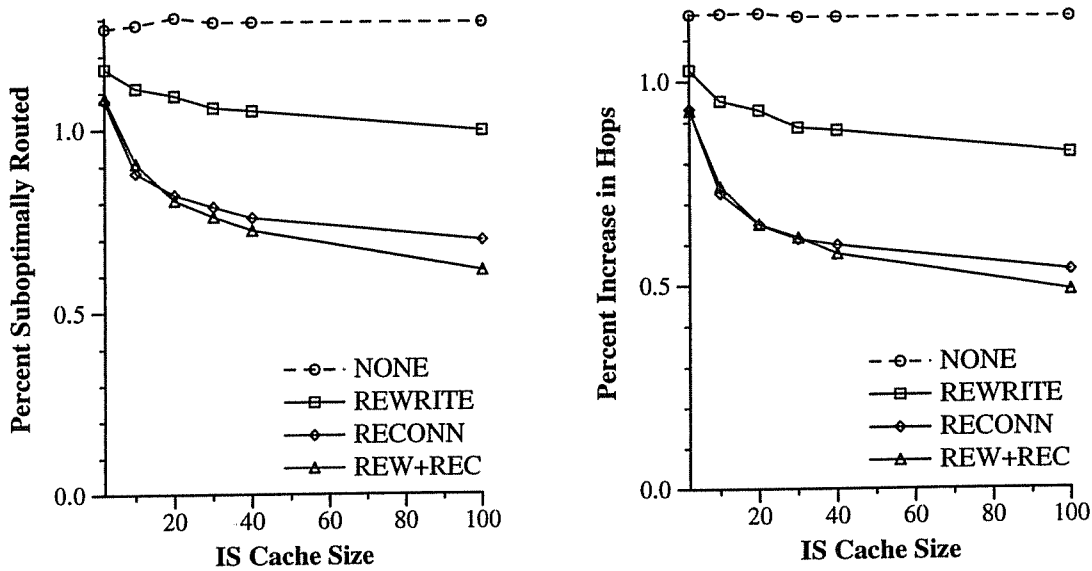 Percent Suboptimally Routed
1.0
0.5
0.0
20
40
60
80
100
IS Cache Size
NONE
REWRITE
RECONN
REW+REC
Percent Increase in Hops
1.0
0.5
0.0
20
40
60
80
100
IS Cache Size
NONE
REWRITE
RECONN
REW+REC